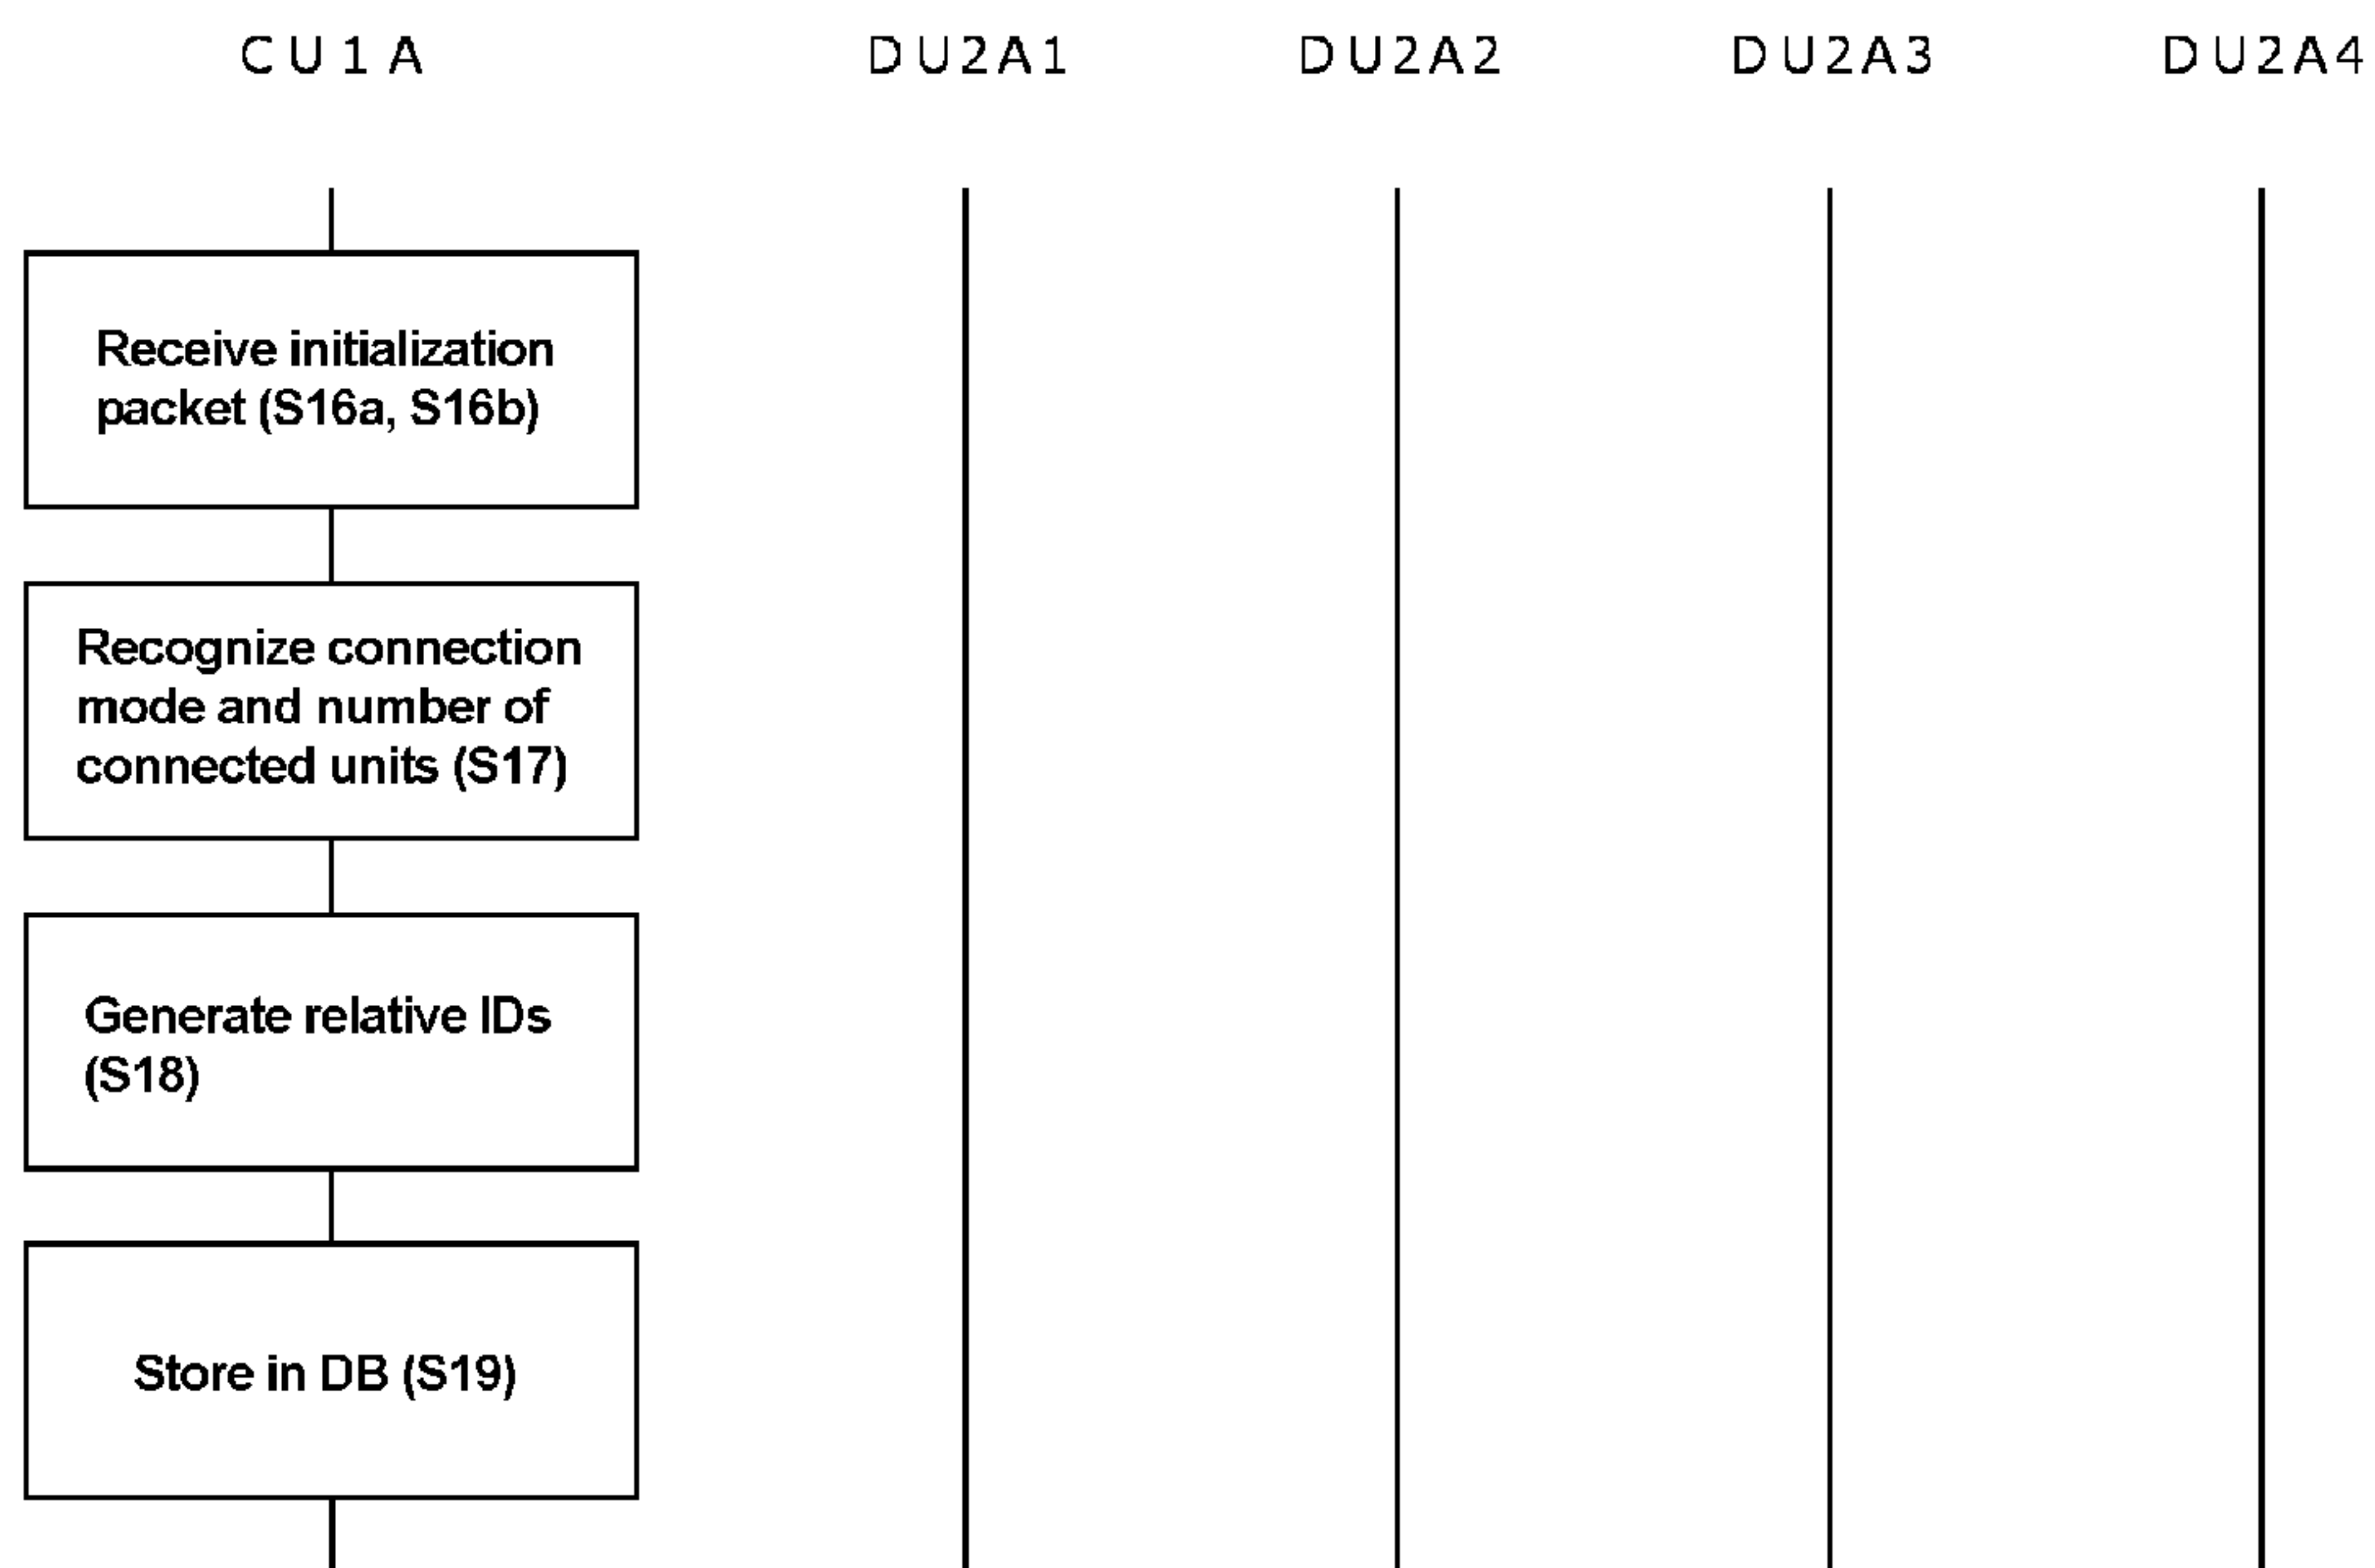 CU1A DU2A1 DU2A2 DU2A3 DU2A4
Receive initialization
packet (S16a, S16b)
Recognize connection
mode and number of
connected units (S17)
Generate relative IDs
(S18)
Store in DB (S19)